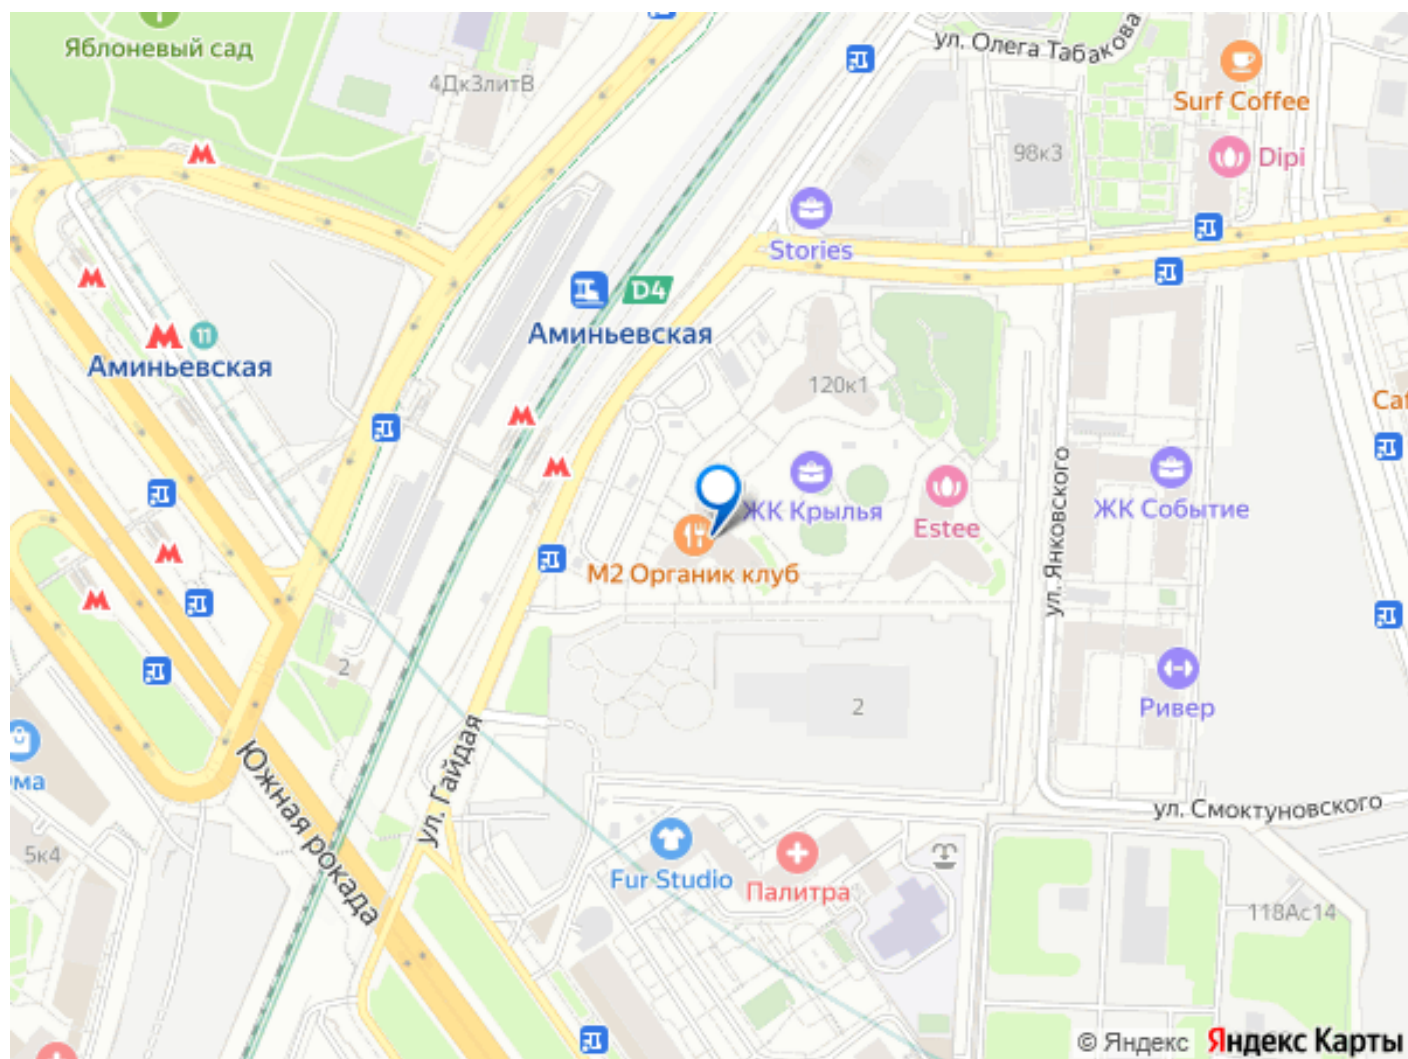 Яблоневый сад
4Дк3литВ
ул. Олега Табакова
Surf Coffee
98к3
Dipi
Stories
D4
Аминьевская
11
Аминьевская
120к1
Caf
ЖК Крылья
Estee
ул. Янковского
ЖК Событие
М2 Органик клуб
2
2
Ривер
ма
Южная рокада
ул. Гайдая
ул. Смоктуновского
5к4
Fur Studio
Палитра
118Ас14
© Яндекс Яндекс Карты